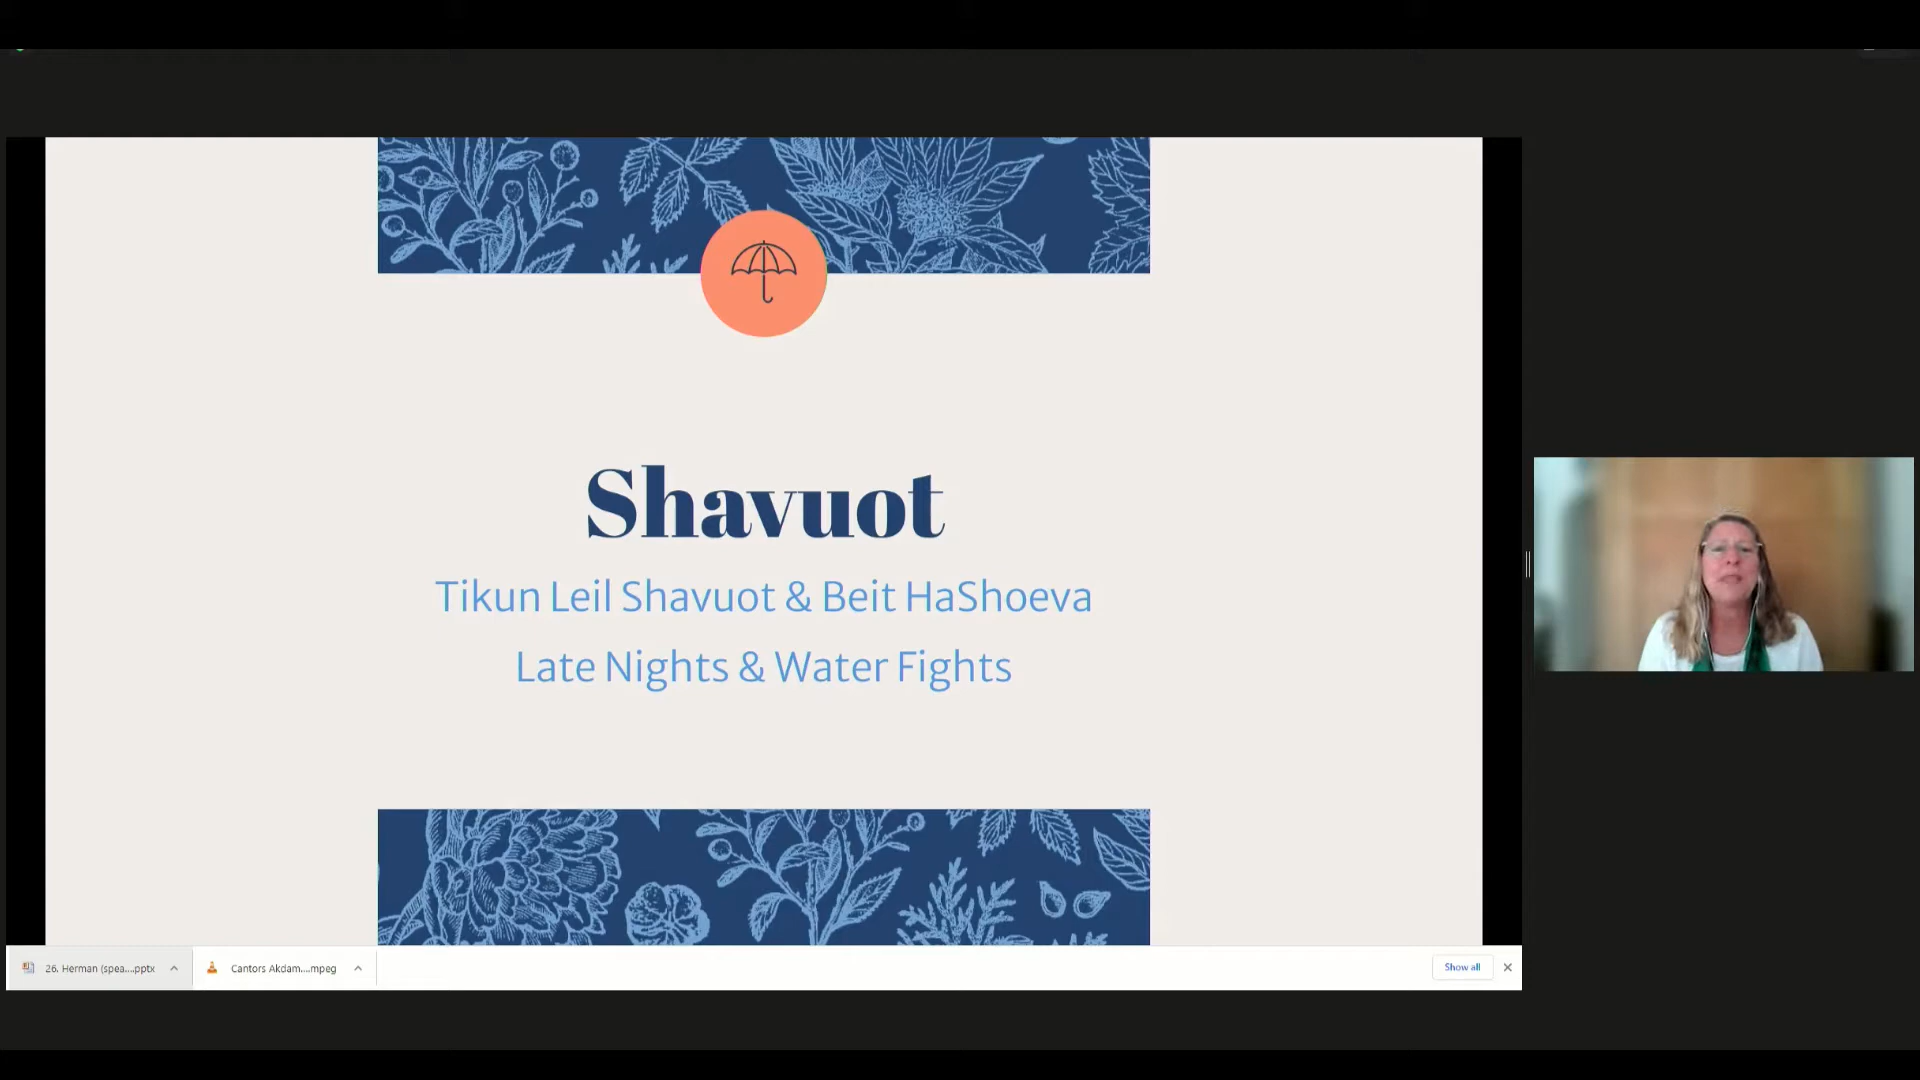 Shavuot
Tikun Leil Shavuot & Beit HaShoeva
Late Nights & Water Fights
26. Herman (spea....pptx
Cantors Akdam....mpeg
Show all